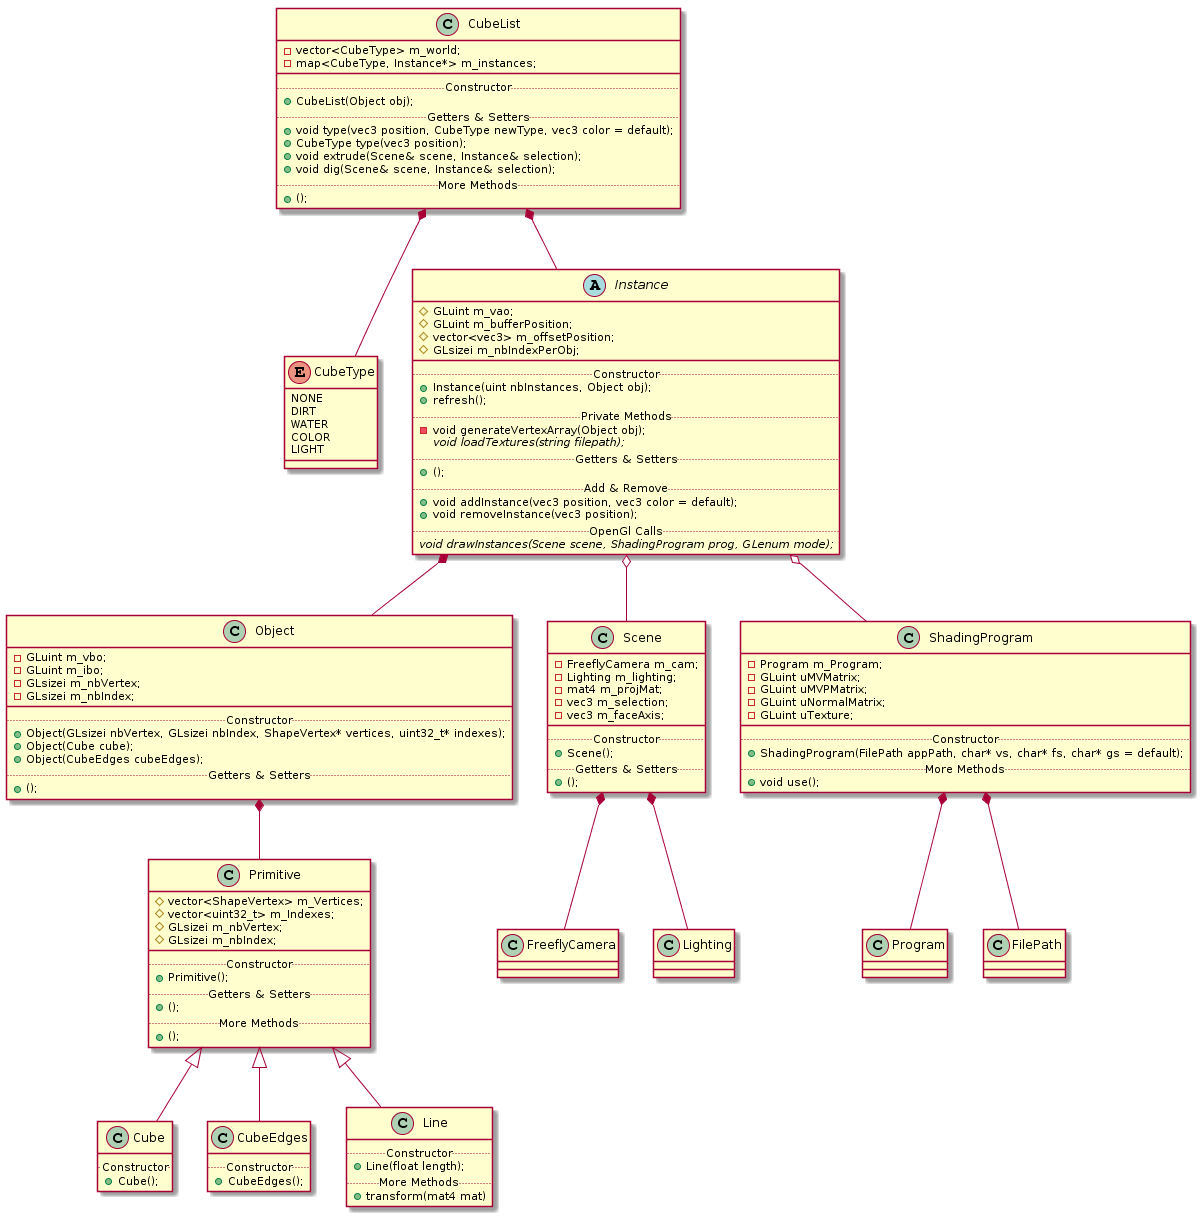 C CubeList
vector<CubeType> m_world;
map<CubeType, Instance*> m_instances;
Constructor
CubeList(Object obj);
Getters & Setters
void type(vec3 position, CubeType newType, vec3 color = default);
CubeType type(vec3 position);
void extrude(Scene& scene, Instance& selection);
void dig(Scene& scene, Instance& selection);
More Methods
();
A Instance
GLuint m_vao;
GLuint m_bufferPosition;
vector<vec3> m_offsetPosition;
GLsizei m_nbIndexPerObj;
Constructor
Instance(uint nbInstances, Object obj);
refresh();
Private Methods
void generateVertexArray(Object obj);
void loadTextures(string filepath);
Getters & Setters
();
Add & Remove
void addInstance(vec3 position, vec3 color = default);
void removeInstance(vec3 position);
OpenGl Calls
void drawInstances(Scene scene, ShadingProgram prog, GLenum mode);
E CubeType
NONE
DIRT
WATER
COLOR
LIGHT
C Object
GLuint m_vbo;
GLuint m_ibo;
GLsizei m_nbVertex;
GLsizei m_nbIndex;
Constructor
Object(GLsizei nbVertex, GLsizei nbIndex, ShapeVertex* vertices, uint32_t* indexes);
Object(Cube cube);
Object(CubeEdges cubeEdges);
Getters & Setters
();
C Scene
FreeflyCamera m_cam;
Lighting m_lighting;
mat4 m_projMat;
vec3 m_selection;
vec3 m_faceAxis;
Constructor
Scene();
Getters & Setters
();
C ShadingProgram
Program m_Program;
GLuint uMVMatrix;
GLuint uMVPMatrix;
GLuint uNormalMatrix;
GLuint uTexture;
Constructor
ShadingProgram(FilePath appPath, char* vs, char* fs, char* gs = default);
More Methods
void use();
C Primitive
vector<ShapeVertex> m_Vertices;
vector<uint32_t> m_Indexes;
GLsizei m_nbVertex;
GLsizei m_nbIndex;
Constructor
Primitive();
Getters & Setters
();
More Methods
();
C FreeflyCamera
C Lighting
C Program
C FilePath
C Cube
Constructor
Cube();
C CubeEdges
Constructor
CubeEdges();
C Line
Constructor
Line(float length);
More Methods
transform(mat4 mat)